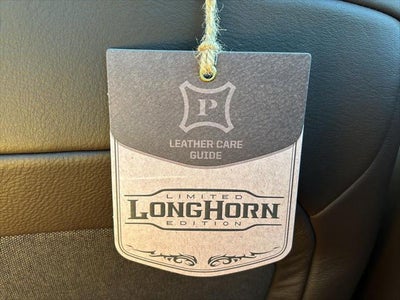 P
LEATHER CARE
GUIDE
LIMITED
LONGHORN
EDITION